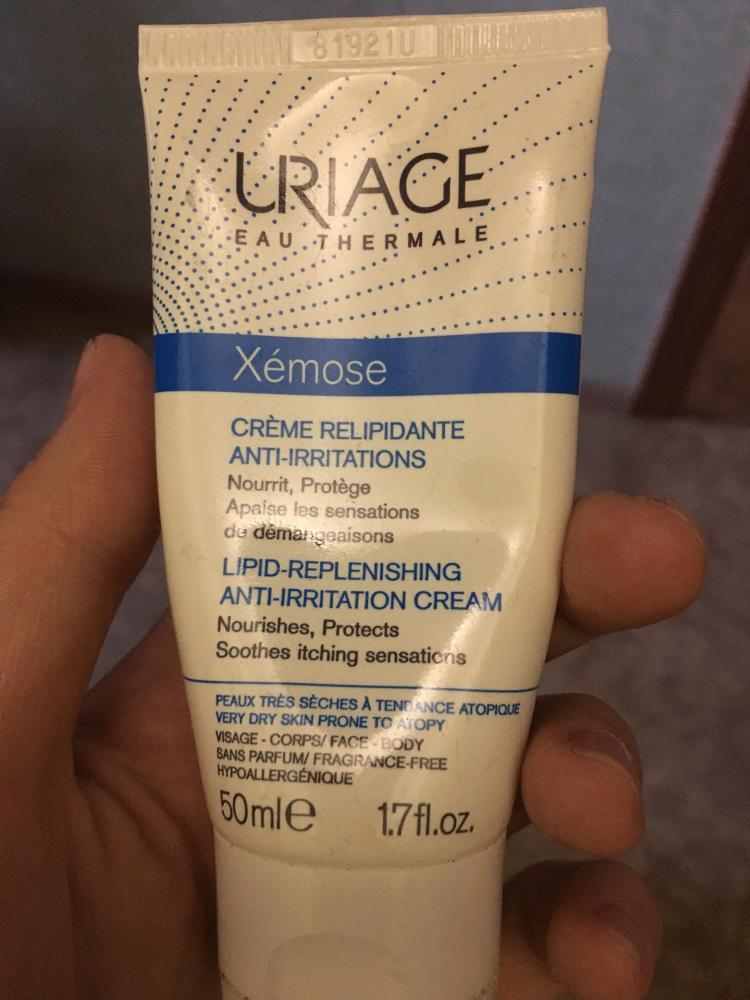 81921U
URIAGE
EAU THERMALE
Xémose
CRÈME RELIPIDANTE
ANTI-IRRITATIONS
Nourrit, Protège
Apaise les sensations
de démangeaisons
LIPID-REPLENISHING
ANTI-IRRITATION CREAM
Nourishes, Protects
Soothes itching sensations
PEAUX TRÈS SÈCHES À TENDANCE ATOPIQUE
VERY DRY SKIN PRONE TO ATOPY
VISAGE - CORPS/ FACE - BODY
SANS PARFUM/ FRAGRANCE-FREE
HYPOALLERGÉNIQUE
50ml℮ 1.7fl.oz.